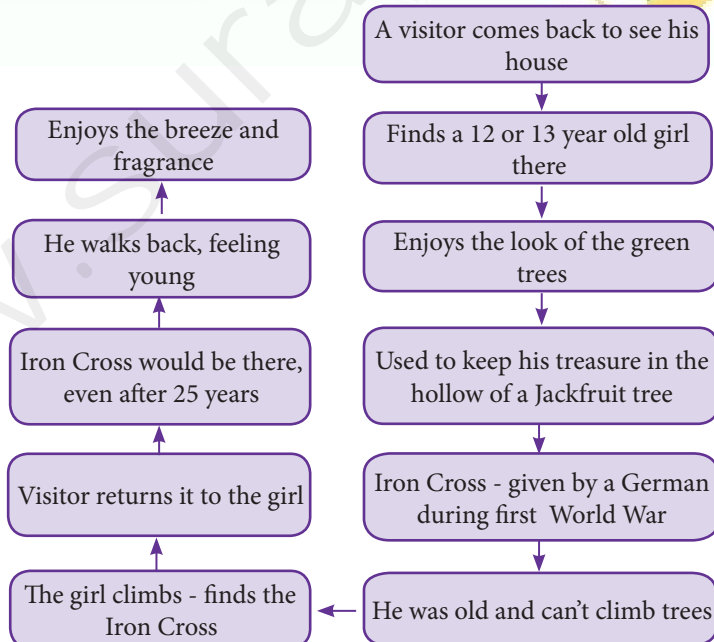 A visitor comes back to see his
house
Finds a 12 or 13 year old girl
there
Enjoys the look of the green
trees
Used to keep his treasure in the
hollow of a Jackfruit tree
Iron Cross - given by a German
during first World War
He was old and can't climb trees
The girl climbs - finds the
Iron Cross
Visitor returns it to the girl
Iron Cross would be there,
even after 25 years
He walks back, feeling
young
Enjoys the breeze and
fragrance